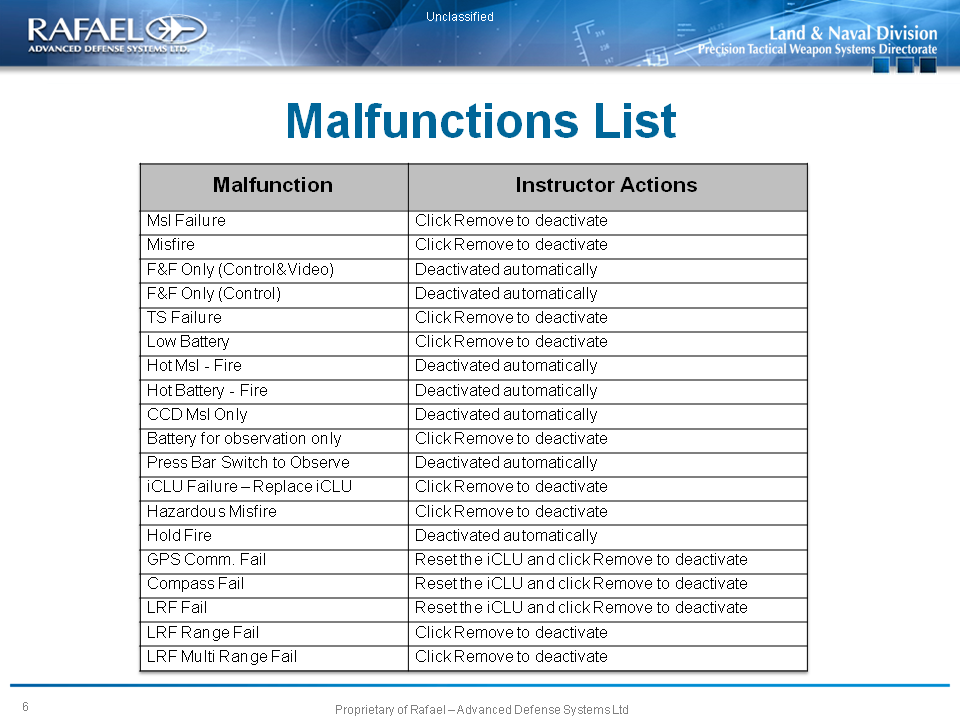 Unclassified
RAFAEL
ADVANCED DEFENSE SYSTEMS LTD.
Land & Naval Division
Precision Tactical Weapon Systems Directorate
Malfunctions List
Malfunction Instructor Actions
Msl Failure Click Remove to deactivate
Misfire Click Remove to deactivate
F&F Only (Control&Video) Deactivated automatically
F&F Only (Control) Deactivated automatically
TS Failure Click Remove to deactivate
Low Battery Click Remove to deactivate
Hot Msl - Fire Deactivated automatically
Hot Battery - Fire Deactivated automatically
CCD Msl Only Deactivated automatically
Battery for observation only Click Remove to deactivate
Press Bar Switch to Observe Deactivated automatically
iCLU Failure – Replace iCLU Click Remove to deactivate
Hazardous Misfire Click Remove to deactivate
Hold Fire Deactivated automatically
GPS Comm. Fail Reset the iCLU and click Remove to deactivate
Compass Fail Reset the iCLU and click Remove to deactivate
LRF Fail Reset the iCLU and click Remove to deactivate
LRF Range Fail Click Remove to deactivate
LRF Multi Range Fail Click Remove to deactivate
6
Proprietary of Rafael – Advanced Defense Systems Ltd